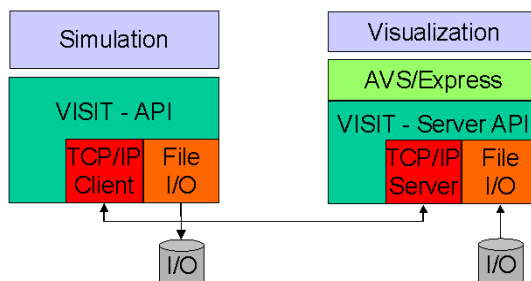 Simulation
VISIT - API
TCP/IP
Client
File
I/O
I/O
Visualization
AVS/Express
VISIT - Server API
TCP/IP
Server
File
I/O
I/O